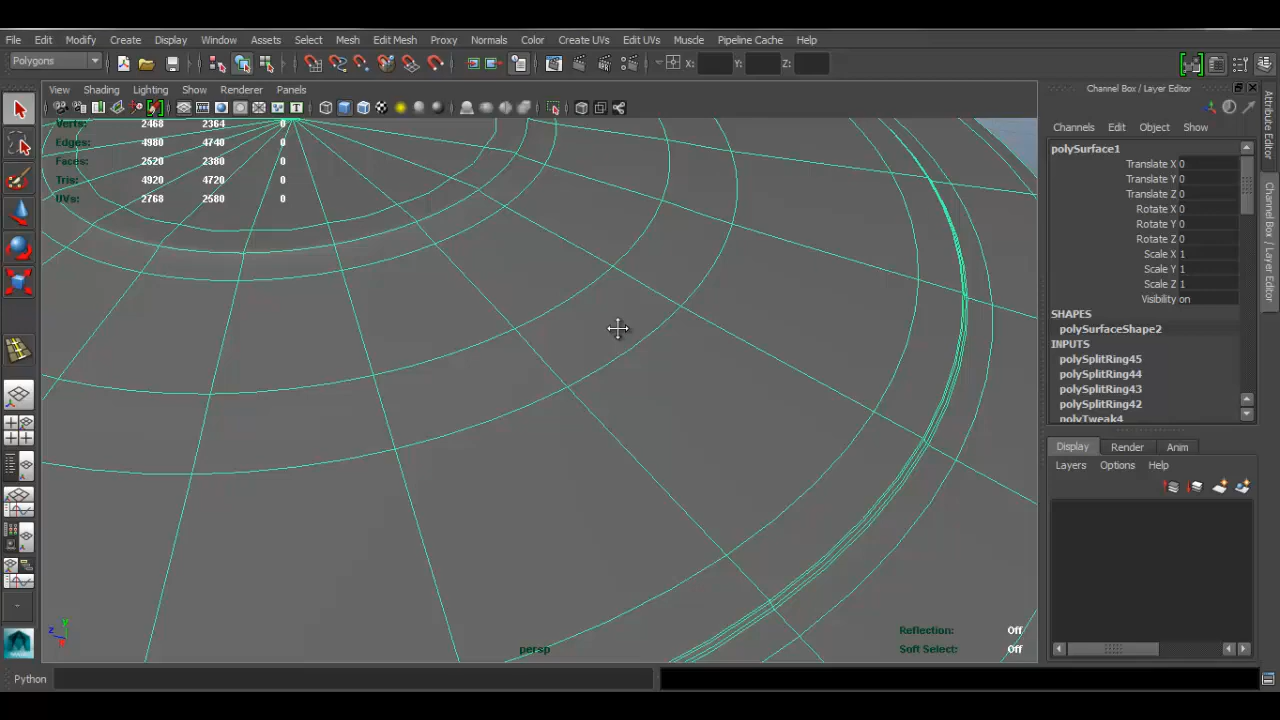 File Edit Modify Create Display Window Assets Select Mesh Edit Mesh Proxy Normals Color Create UVs Edit UVs Muscle Pipeline Cache Help
Polygons X: Y: Z:
View Shading Lighting Show Renderer Panels
Verts: 2468 2364 0
Edges: 4980 4740 0
Faces: 2520 2380 0
Tris: 4920 4720 0
UVs: 2768 2580 0
Reflection: Off
Soft Select: Off
persp
y
z
Channel Box / Layer Editor
Channels Edit Object Show
polySurface1
Translate X 0
Translate Y 0
Translate Z 0
Rotate X 0
Rotate Y 0
Rotate Z 0
Scale X 1
Scale Y 1
Scale Z 1
Visibility on
SHAPES
polySurfaceShape2
INPUTS
polySplitRing45
polySplitRing44
polySplitRing43
polySplitRing42
polyTweak4
Display Render Anim
Layers Options Help
Attribute Editor
Channel Box / Layer Editor
Python